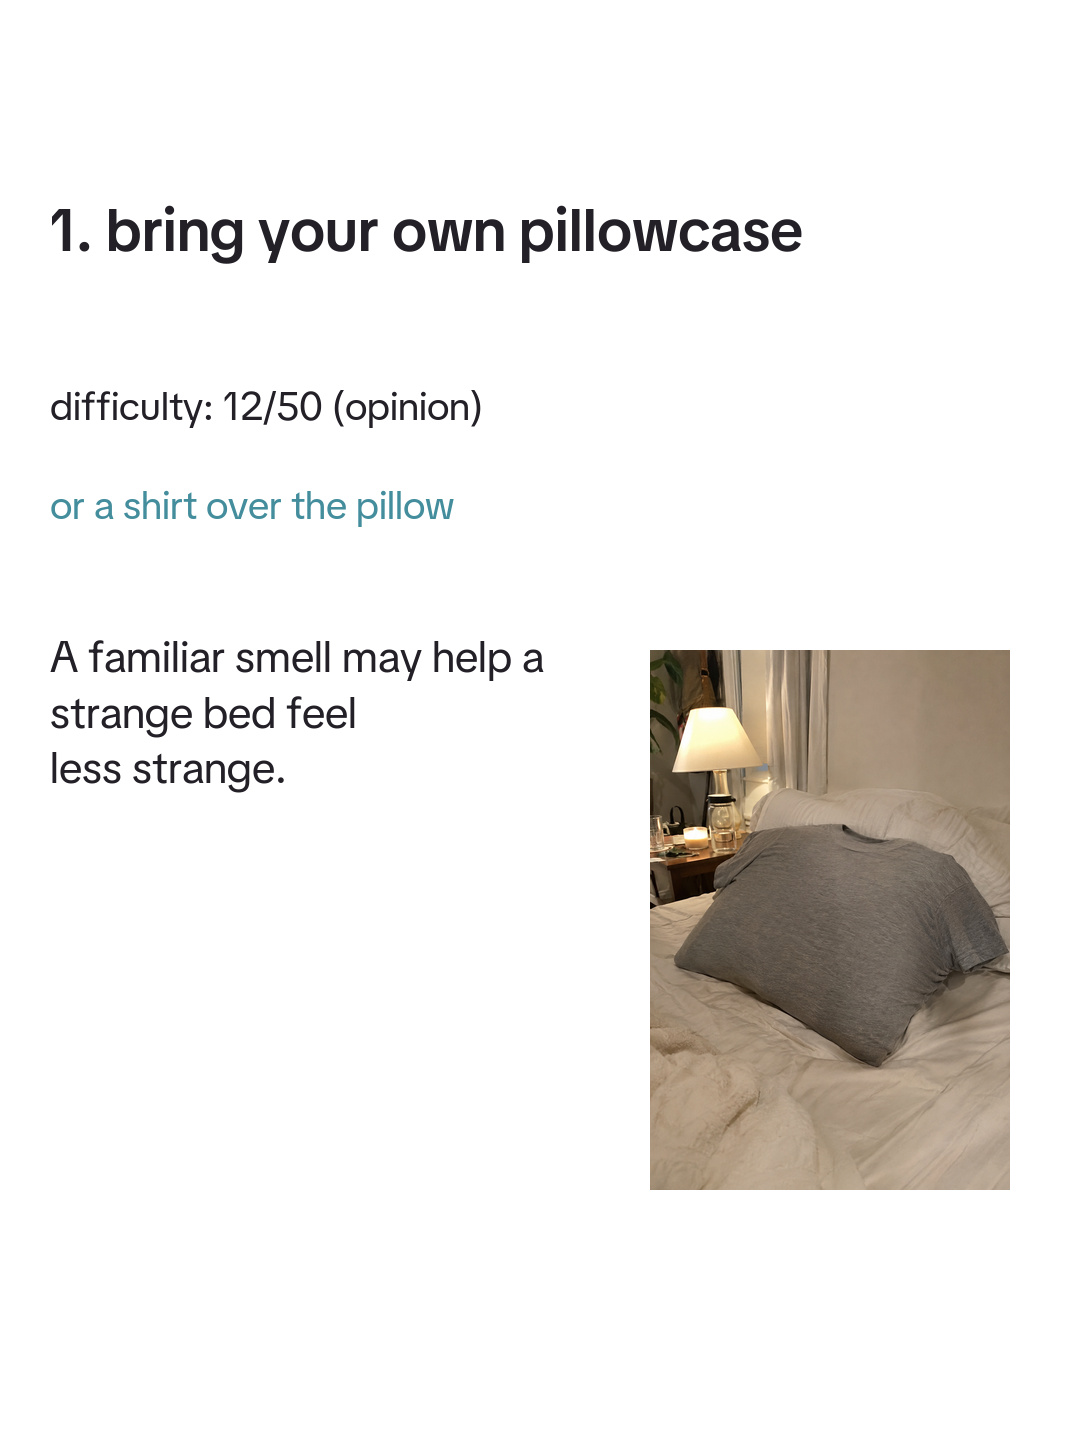 1. bring your own pillowcase
difficulty: 12/50 (opinion)
or a shirt over the pillow
A familiar smell may help a
strange bed feel
less strange.